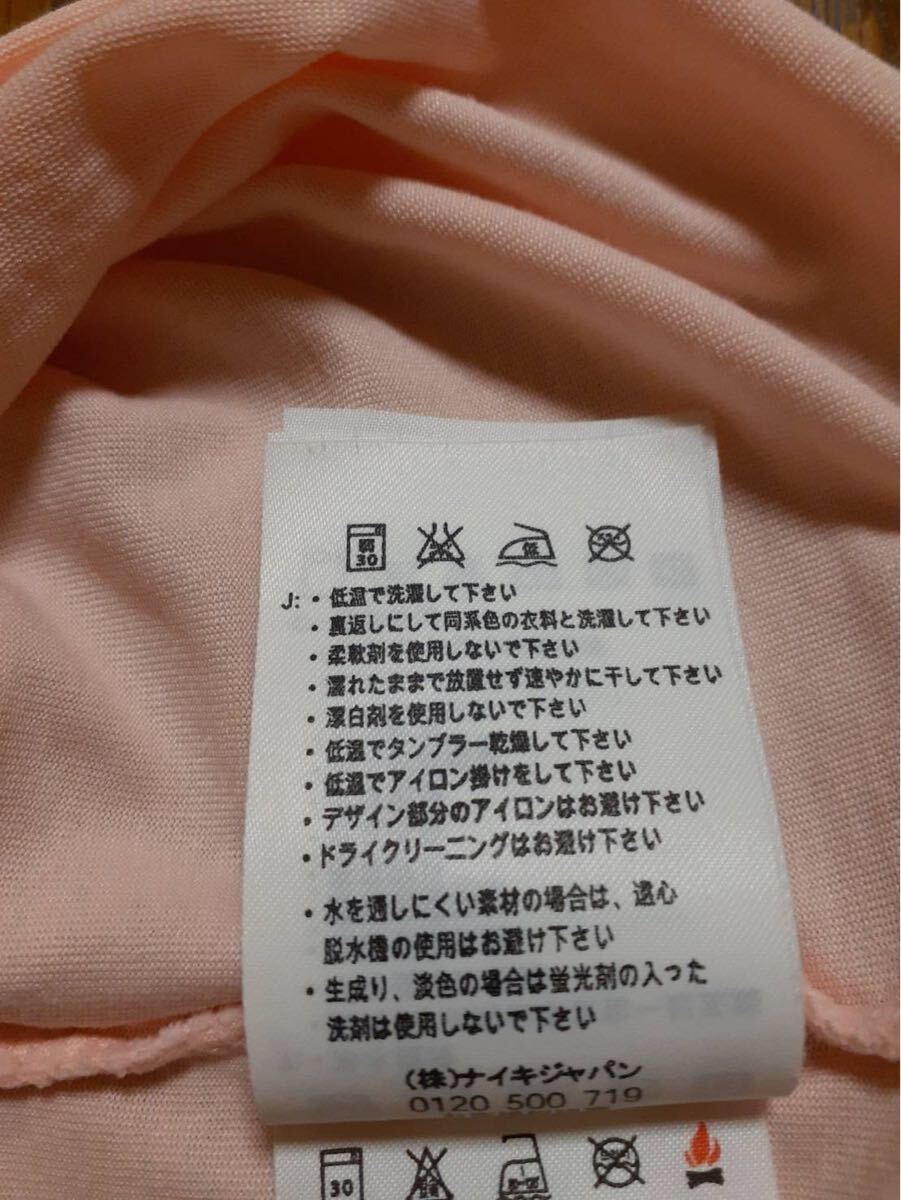 弱
30
低
J: ・低温で洗濯して下さい
・裏返しにして同系色の衣料と洗濯して下さい
・柔軟剤を使用しないで下さい
・濡れたままで放置せず速やかに干して下さい
・漂白剤を使用しないで下さい
・低温でタンブラー乾燥して下さい
・低温でアイロン掛けをして下さい
・デザイン部分のアイロンはお避け下さい
・ドライクリーニングはお避け下さい
・水を通しにくい素材の場合は、遠心
脱水機の使用はお避け下さい
・生成り、淡色の場合は蛍光剤の入った
洗剤は使用しないで下さい
(株)ナイキジャパン
0120 500 719
30